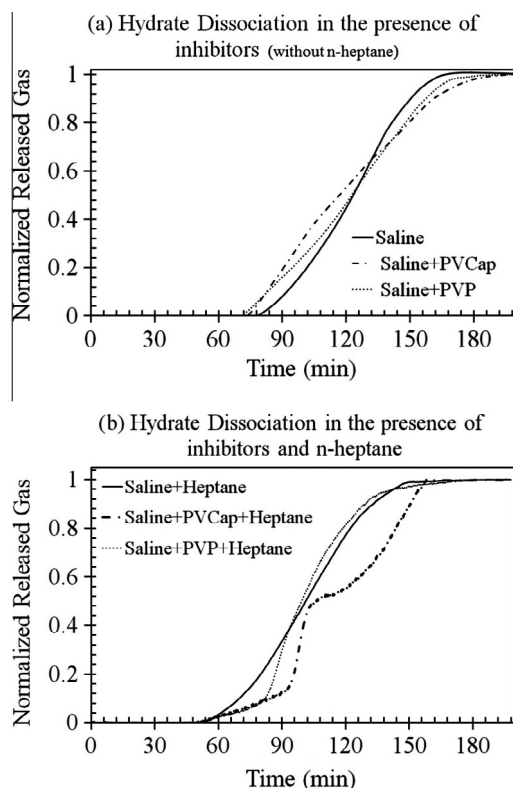 (a) Hydrate Dissociation in the presence of
inhibitors (without n-heptane)
Normalized Released Gas
1
0.8
0.6
0.4
0.2
0
Saline
Saline+PVCap
Saline+PVP
0 30 60 90 120 150 180
Time (min)
(b) Hydrate Dissociation in the presence of
inhibitors and n-heptane
Normalized Released Gas
1
0.8
0.6
0.4
0.2
0
Saline+Heptane
Saline+PVCap+Heptane
Saline+PVP+Heptane
0 30 60 90 120 150 180
Time (min)